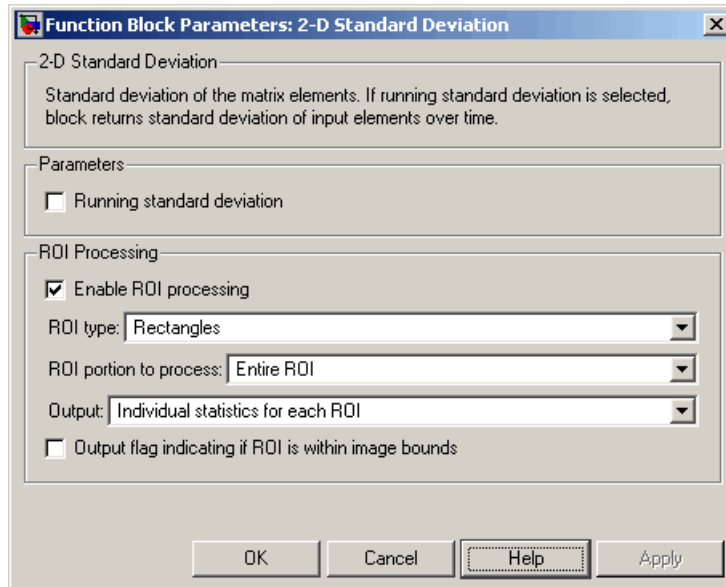 Function Block Parameters: 2-D Standard Deviation
2-D Standard Deviation
Standard deviation of the matrix elements. If running standard deviation is selected,
block returns standard deviation of input elements over time.
Parameters
Running standard deviation
ROI Processing
Enable ROI processing
ROI type: Rectangles
ROI portion to process: Entire ROI
Output: Individual statistics for each ROI
Output flag indicating if ROI is within image bounds
OK Cancel Help Apply